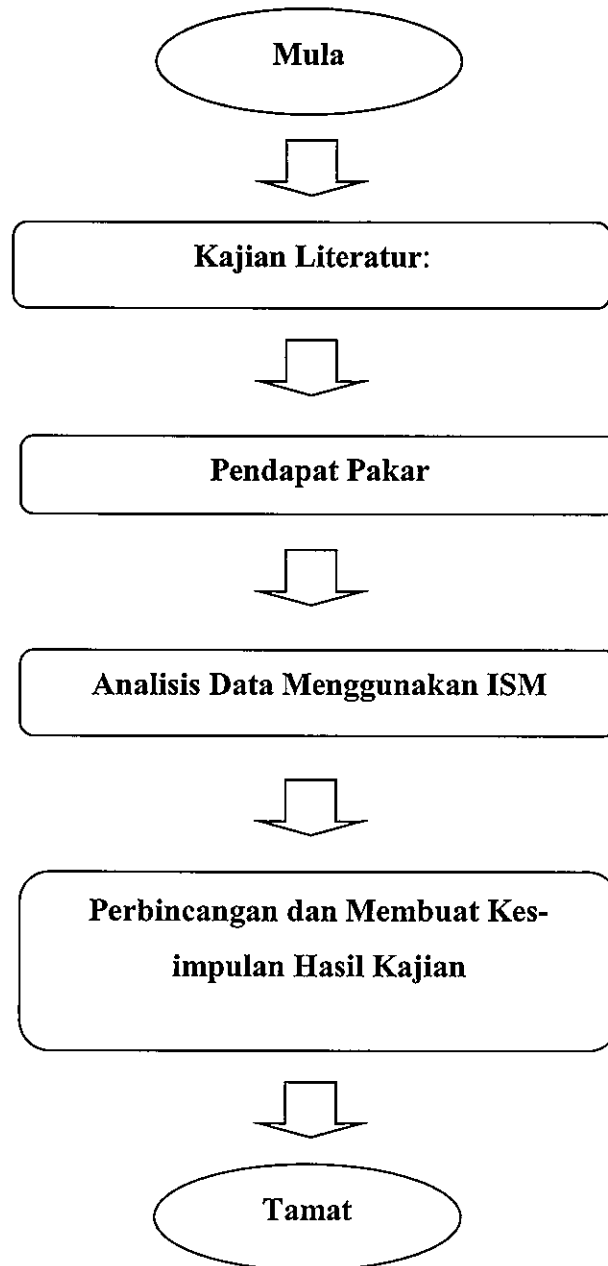 Mula
Kajian Literatur:
Pendapat Pakar
Analisis Data Menggunakan ISM
Perbincangan dan Membuat Kes-
impulan Hasil Kajian
Tamat